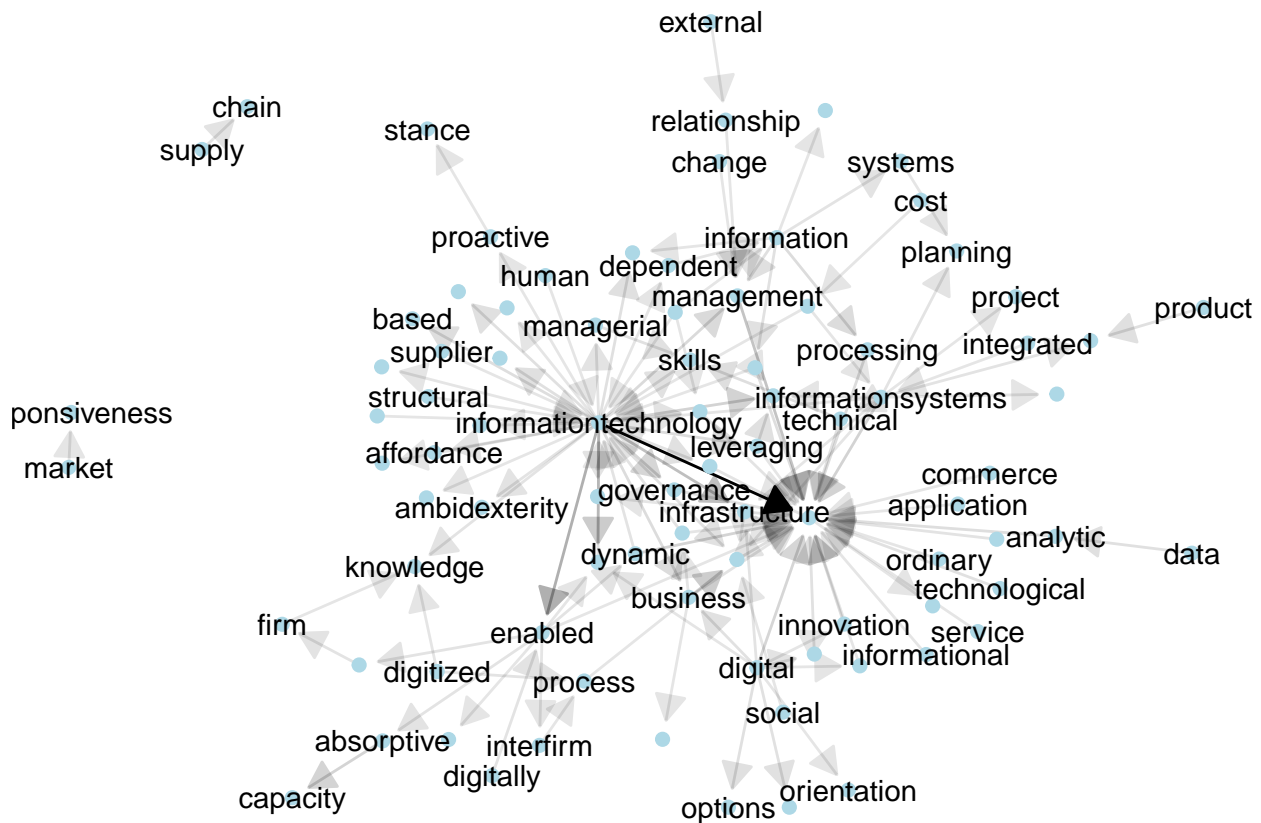 external
chain
stance
relationship
supply
change
systems
cost
proactive
information
planning
human
dependent
management
project
product
based
managerial
supplier
skills
processing
integrated
structural
informationsystems
ponsiveness
informationtechnology
technical
affordance
leveraging
market
commerce
governance
ambidexterity
infrastructure
application
analytic
dynamic
data
knowledge
ordinary
technological
business
firm
enabled
innovation
service
digitized
process
digital
informational
social
absorptive
interfirm
digitally
capacity
options
orientation